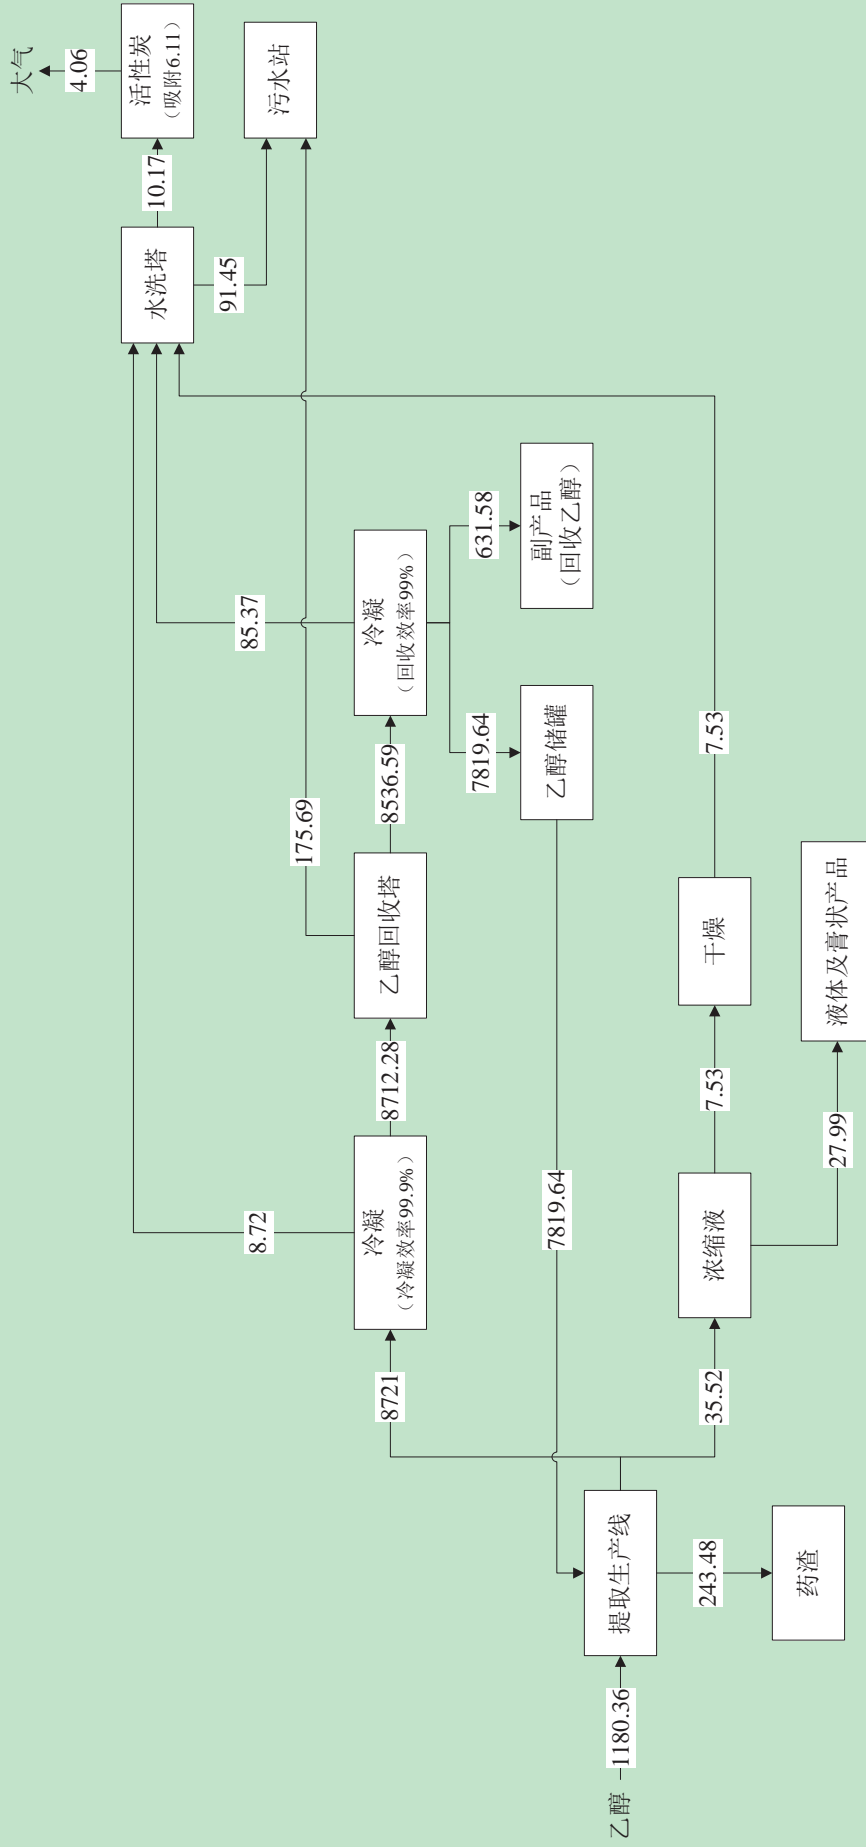 乙醇
1180.36
提取生产线
243.48
药渣
8721
35.52
冷凝
（冷凝效率99.9%）
8.72
8712.28
乙醇回收塔
175.69
8536.59
冷凝
（回收效率99%）
85.37
7819.64
乙醇储罐
7819.64
631.58
副产品
（回收乙醇）
浓缩液
7.53
干燥
7.53
27.99
液体及膏状产品
水洗塔
10.17
91.45
活性炭
（吸附6.11）
4.06
大气
污水站